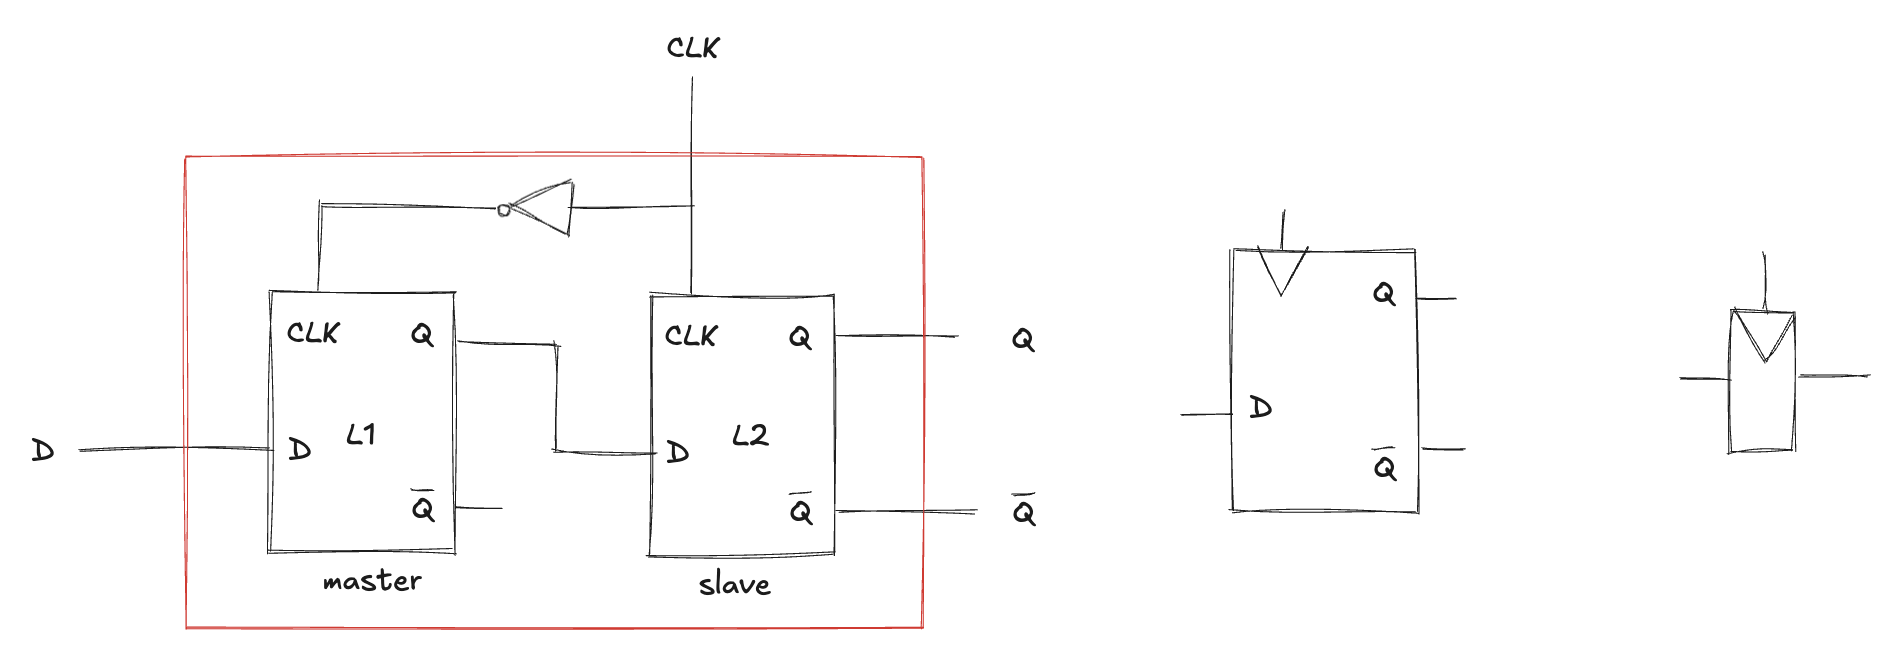 CLK
CLK Q
D L1
Q̅
master
CLK Q
D L2
Q̅
slave
D
Q
Q̅
Q
D
Q̅